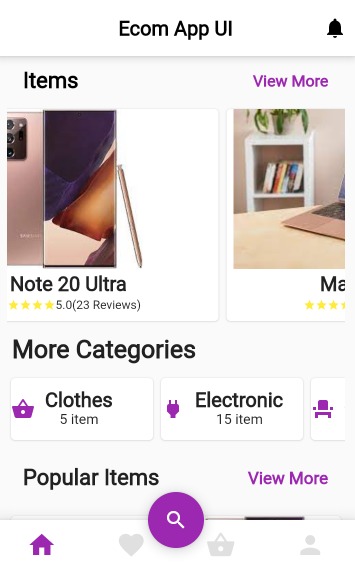 Ecom App UI
Items
View More
SAMSUNG
Note 20 Ultra
Ma
5.0(23 Reviews)
More Categories
Clothes
Electronic
5 item
15 item
Popular Items
View More